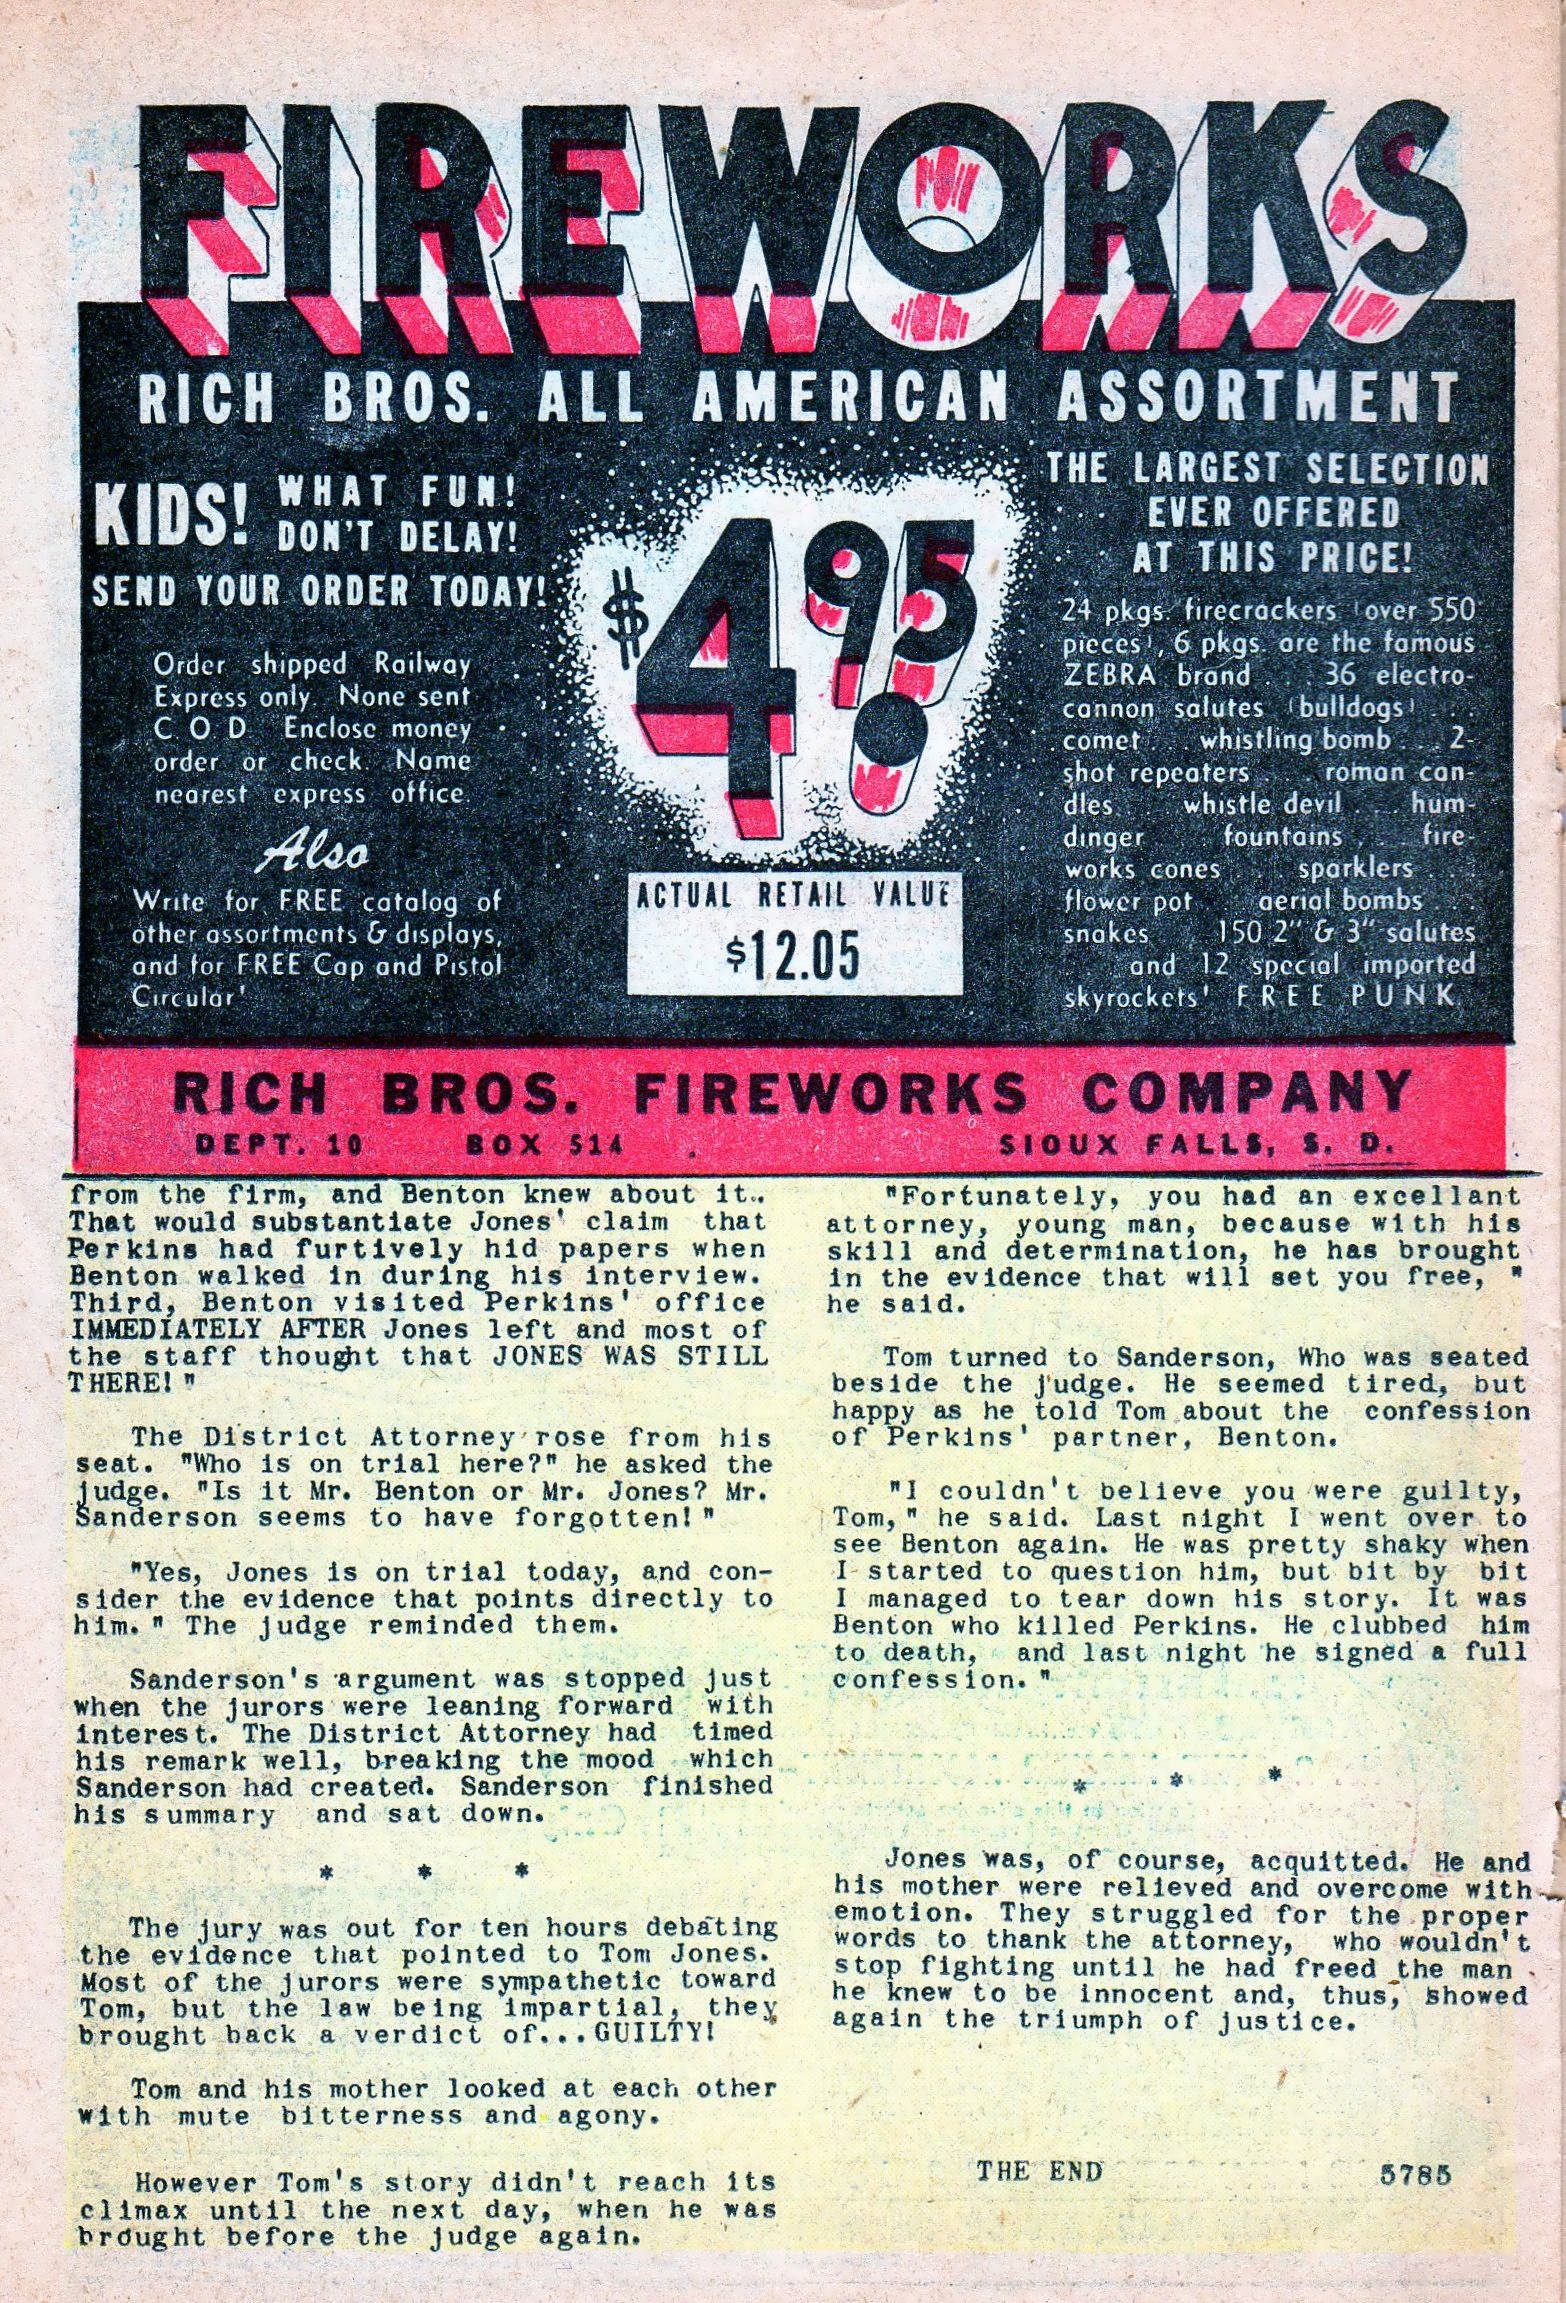 FIREWORKS
RICH BROS. ALL AMERICAN ASSORTMENT
KIDS! WHAT FUN!
DON'T DELAY!
SEND YOUR ORDER TODAY!
Order shipped Railway
Express only. None sent
C. O. D. Enclose money
order or check. Name
nearest express office.
Also
Write for FREE catalog of
other assortments & displays,
and for FREE Cap and Pistol
Circular!
$4.95
ACTUAL RETAIL VALUE
$12.05
THE LARGEST SELECTION
EVER OFFERED
AT THIS PRICE!
24 pkgs. firecrackers (over 550
pieces), 6 pkgs. are the famous
ZEBRA brand . . . 36 electro-
cannon salutes (bulldogs) . . .
comet . . . whistling bomb . . . 2-
shot repeaters . . . roman can-
dles . . . whistle devil . . . hum-
dinger . . . fountains . . . fire-
works cones . . . sparklers . . .
flower pot . . . aerial bombs . . .
snakes . . . 150 2" & 3" salutes
. . . and 12 special imported
skyrockets! FREE PUNK.
RICH BROS. FIREWORKS COMPANY
DEPT. 10 BOX 514 SIOUX FALLS, S. D.
from the firm, and Benton knew about it..
That would substantiate Jones' claim that
Perkins had furtively hid papers when
Benton walked in during his interview.
Third, Benton visited Perkins' office
IMMEDIATELY AFTER Jones left and most of
the staff thought that JONES WAS STILL
THERE!"
The District Attorney rose from his
seat. "Who is on trial here?" he asked the
judge. "Is it Mr. Benton or Mr. Jones? Mr.
Sanderson seems to have forgotten!"
"Yes, Jones is on trial today, and con-
sider the evidence that points directly to
him." The judge reminded them.
Sanderson's argument was stopped just
when the jurors were leaning forward with
interest. The District Attorney had timed
his remark well, breaking the mood which
Sanderson had created. Sanderson finished
his summary and sat down.
* * *
The jury was out for ten hours debating
the evidence that pointed to Tom Jones.
Most of the jurors were sympathetic toward
Tom, but the law being impartial, they
brought back a verdict of...GUILTY!
Tom and his mother looked at each other
with mute bitterness and agony.
However Tom's story didn't reach its
climax until the next day, when he was
brought before the judge again.
"Fortunately, you had an excellant
attorney, young man, because with his
skill and determination, he has brought
in the evidence that will set you free, "
he said.
Tom turned to Sanderson, Who was seated
beside the judge. He seemed tired, but
happy as he told Tom about the confession
of Perkins' partner, Benton.
"I couldn't believe you were guilty,
Tom," he said. Last night I went over to
see Benton again. He was pretty shaky when
I started to question him, but bit by bit
I managed to tear down his story. It was
Benton who killed Perkins. He clubbed him
to death, and last night he signed a full
confession."
* * *
Jones was, of course, acquitted. He and
his mother were relieved and overcome with
emotion. They struggled for the proper
words to thank the attorney, who wouldn't
stop fighting until he had freed the man
he knew to be innocent and, thus, showed
again the triumph of justice.
THE END 5785